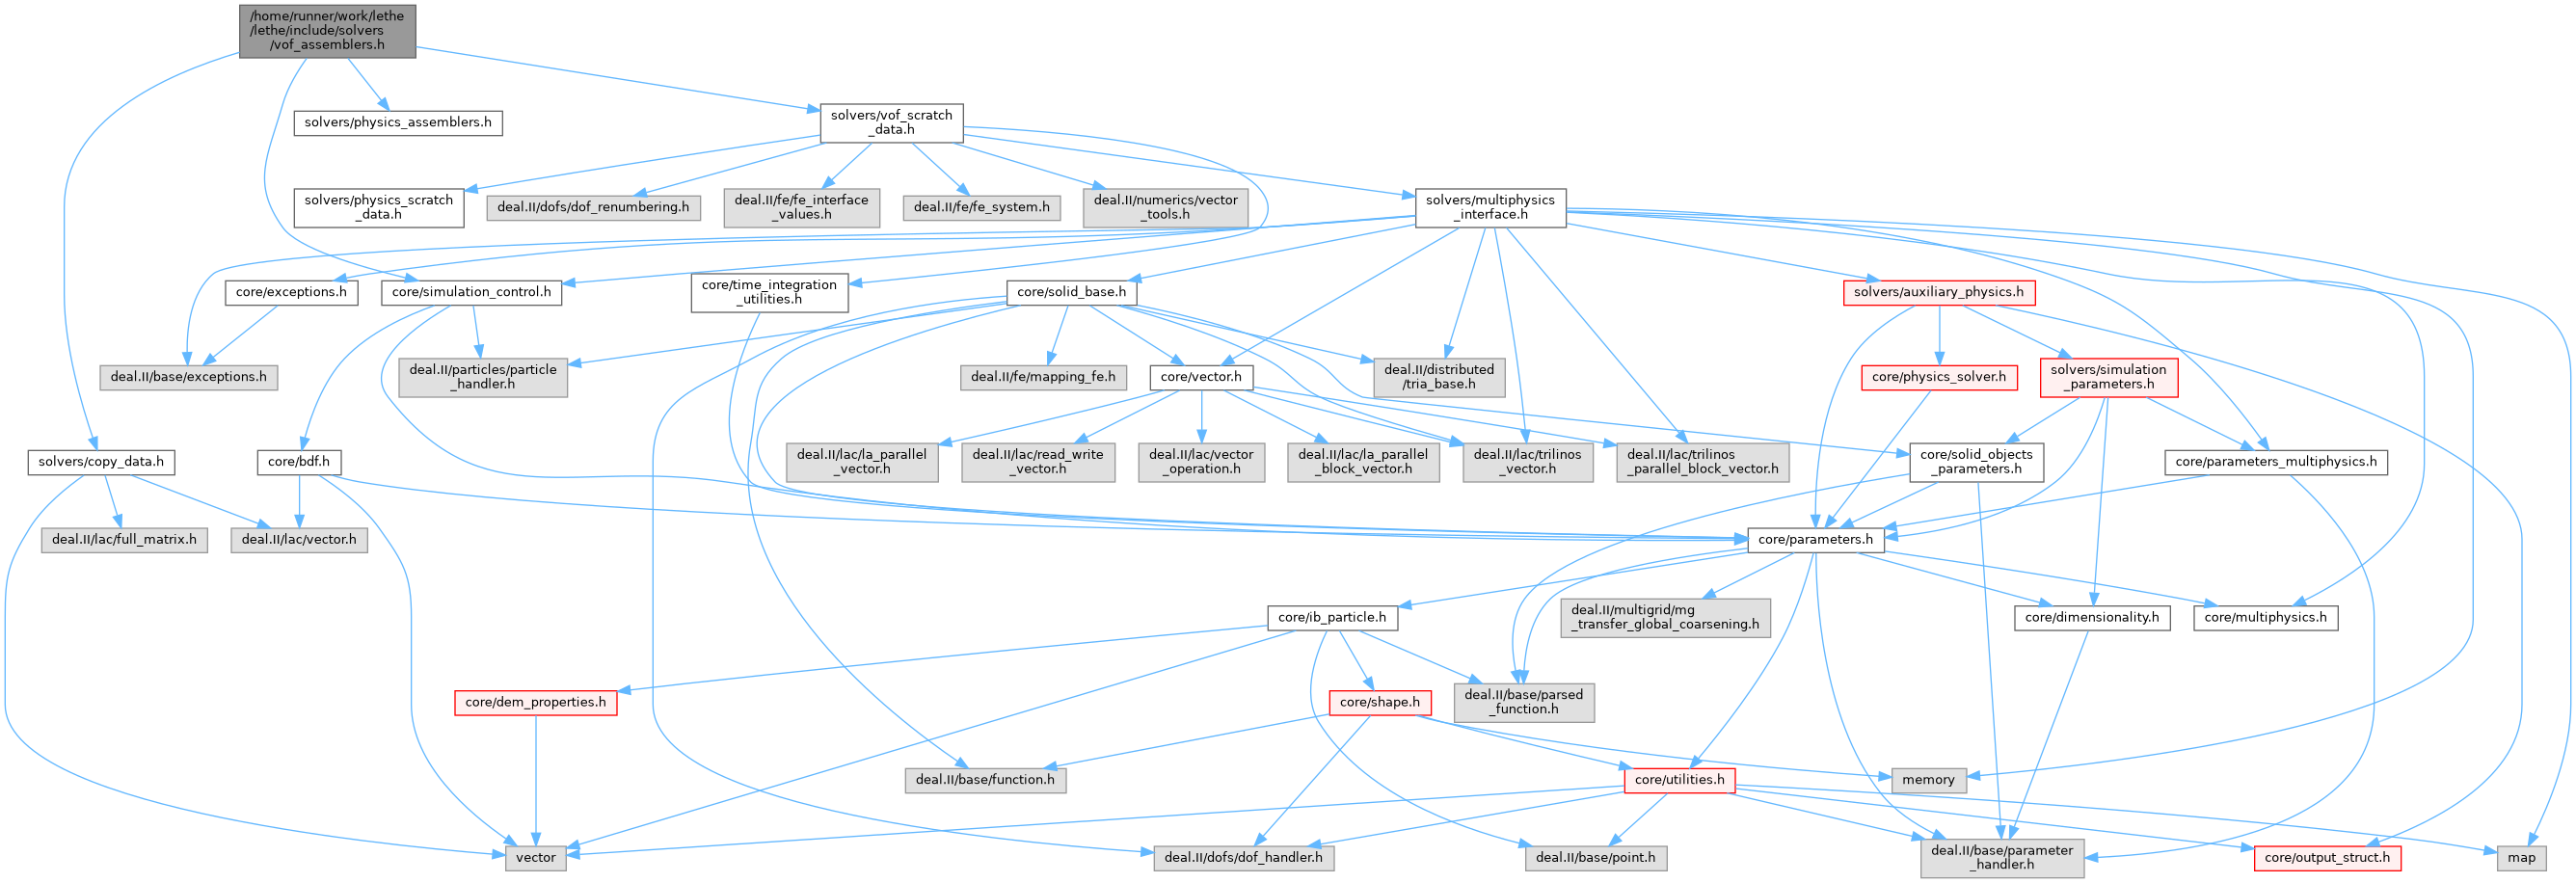 /home/runner/work/lethe
/lethe/include/solvers
/vof_assemblers.h
solvers/physics_assemblers.h
solvers/vof_scratch
_data.h
solvers/physics_scratch
_data.h
deal.II/dofs/dof_renumbering.h
deal.II/fe/fe_interface
_values.h
deal.II/fe/fe_system.h
deal.II/numerics/vector
_tools.h
solvers/multiphysics
_interface.h
core/exceptions.h
core/simulation_control.h
core/time_integration
_utilities.h
core/solid_base.h
solvers/auxiliary_physics.h
deal.II/base/exceptions.h
deal.II/particles/particle
_handler.h
deal.II/fe/mapping_fe.h
core/vector.h
deal.II/distributed
/tria_base.h
core/physics_solver.h
solvers/simulation
_parameters.h
solvers/copy_data.h
core/bdf.h
deal.II/lac/la_parallel
_vector.h
deal.II/lac/read_write
_vector.h
deal.II/lac/vector
_operation.h
deal.II/lac/la_parallel
_block_vector.h
deal.II/lac/trilinos
_vector.h
deal.II/lac/trilinos
_parallel_block_vector.h
core/solid_objects
_parameters.h
core/parameters_multiphysics.h
deal.II/lac/full_matrix.h
deal.II/lac/vector.h
core/parameters.h
core/ib_particle.h
deal.II/multigrid/mg
_transfer_global_coarsening.h
core/dimensionality.h
core/multiphysics.h
core/dem_properties.h
core/shape.h
deal.II/base/parsed
_function.h
deal.II/base/function.h
core/utilities.h
memory
vector
deal.II/dofs/dof_handler.h
deal.II/base/point.h
deal.II/base/parameter
_handler.h
core/output_struct.h
map